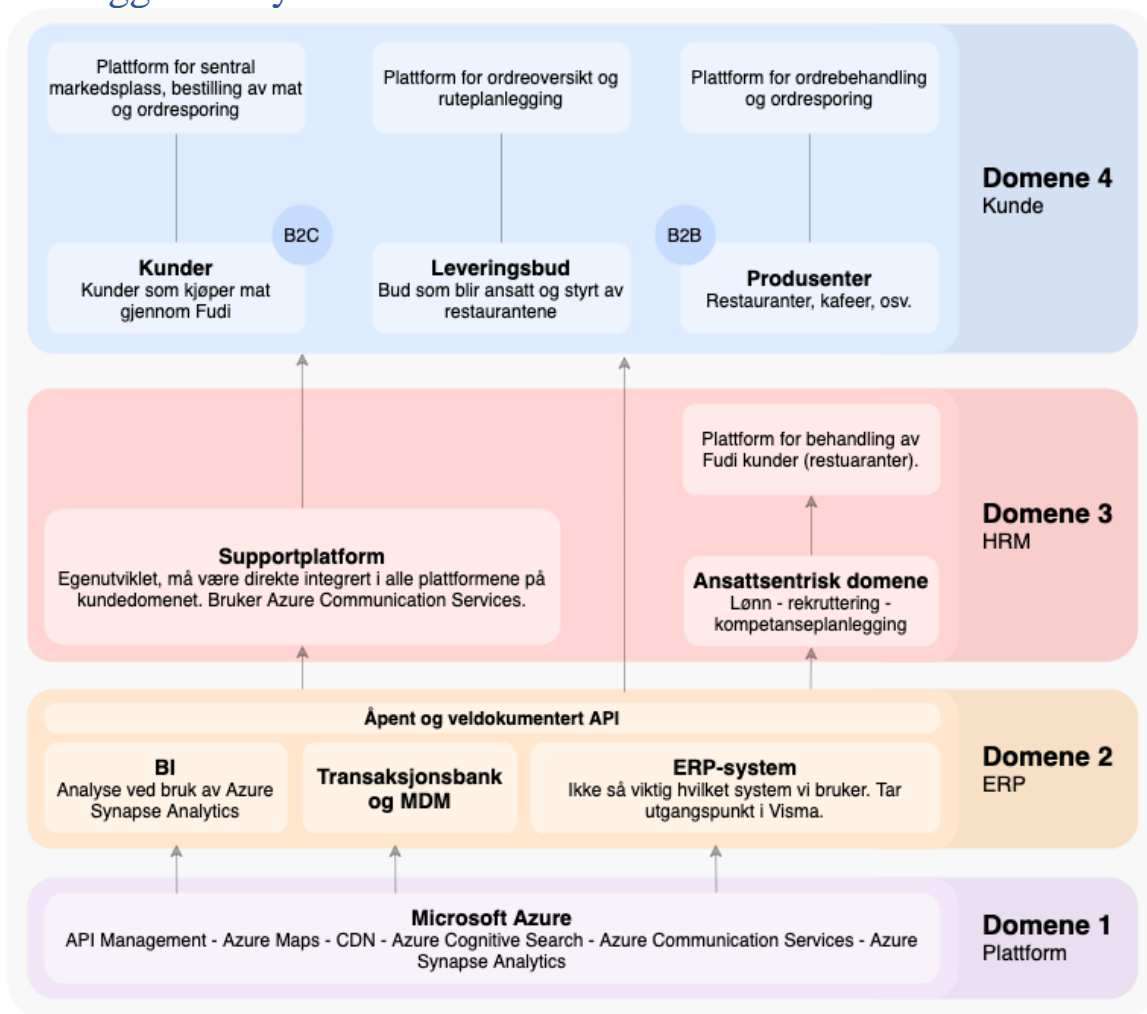 Plattform for sentral
markedsplass, bestilling av mat
og ordresporing
Plattform for ordreoversikt og
ruteplanlegging
Plattform for ordrebehandling
og ordresporing
Domene 4
Kunde
B2C
B2B
Kunder
Kunder som kjøper mat
gjennom Fudi
Leveringsbud
Bud som blir ansatt og styrt av
restaurantene
Produsenter
Restauranter, kafeer, osv.
Plattform for behandling av
Fudi kunder (restuaranter).
Domene 3
HRM
Supportplatform
Egenutviklet, må være direkte integrert i alle plattformene på
kundedomenet. Bruker Azure Communication Services.
Ansattsentrisk domene
Lønn - rekruttering -
kompetanseplanlegging
Åpent og veldokumentert API
Domene 2
ERP
BI
Analyse ved bruk av Azure
Synapse Analytics
Transaksjonsbank
og MDM
ERP-system
Ikke så viktig hvilket system vi bruker. Tar
utgangspunkt i Visma.
Microsoft Azure
API Management - Azure Maps - CDN - Azure Cognitive Search - Azure Communication Services - Azure
Synapse Analytics
Domene 1
Plattform